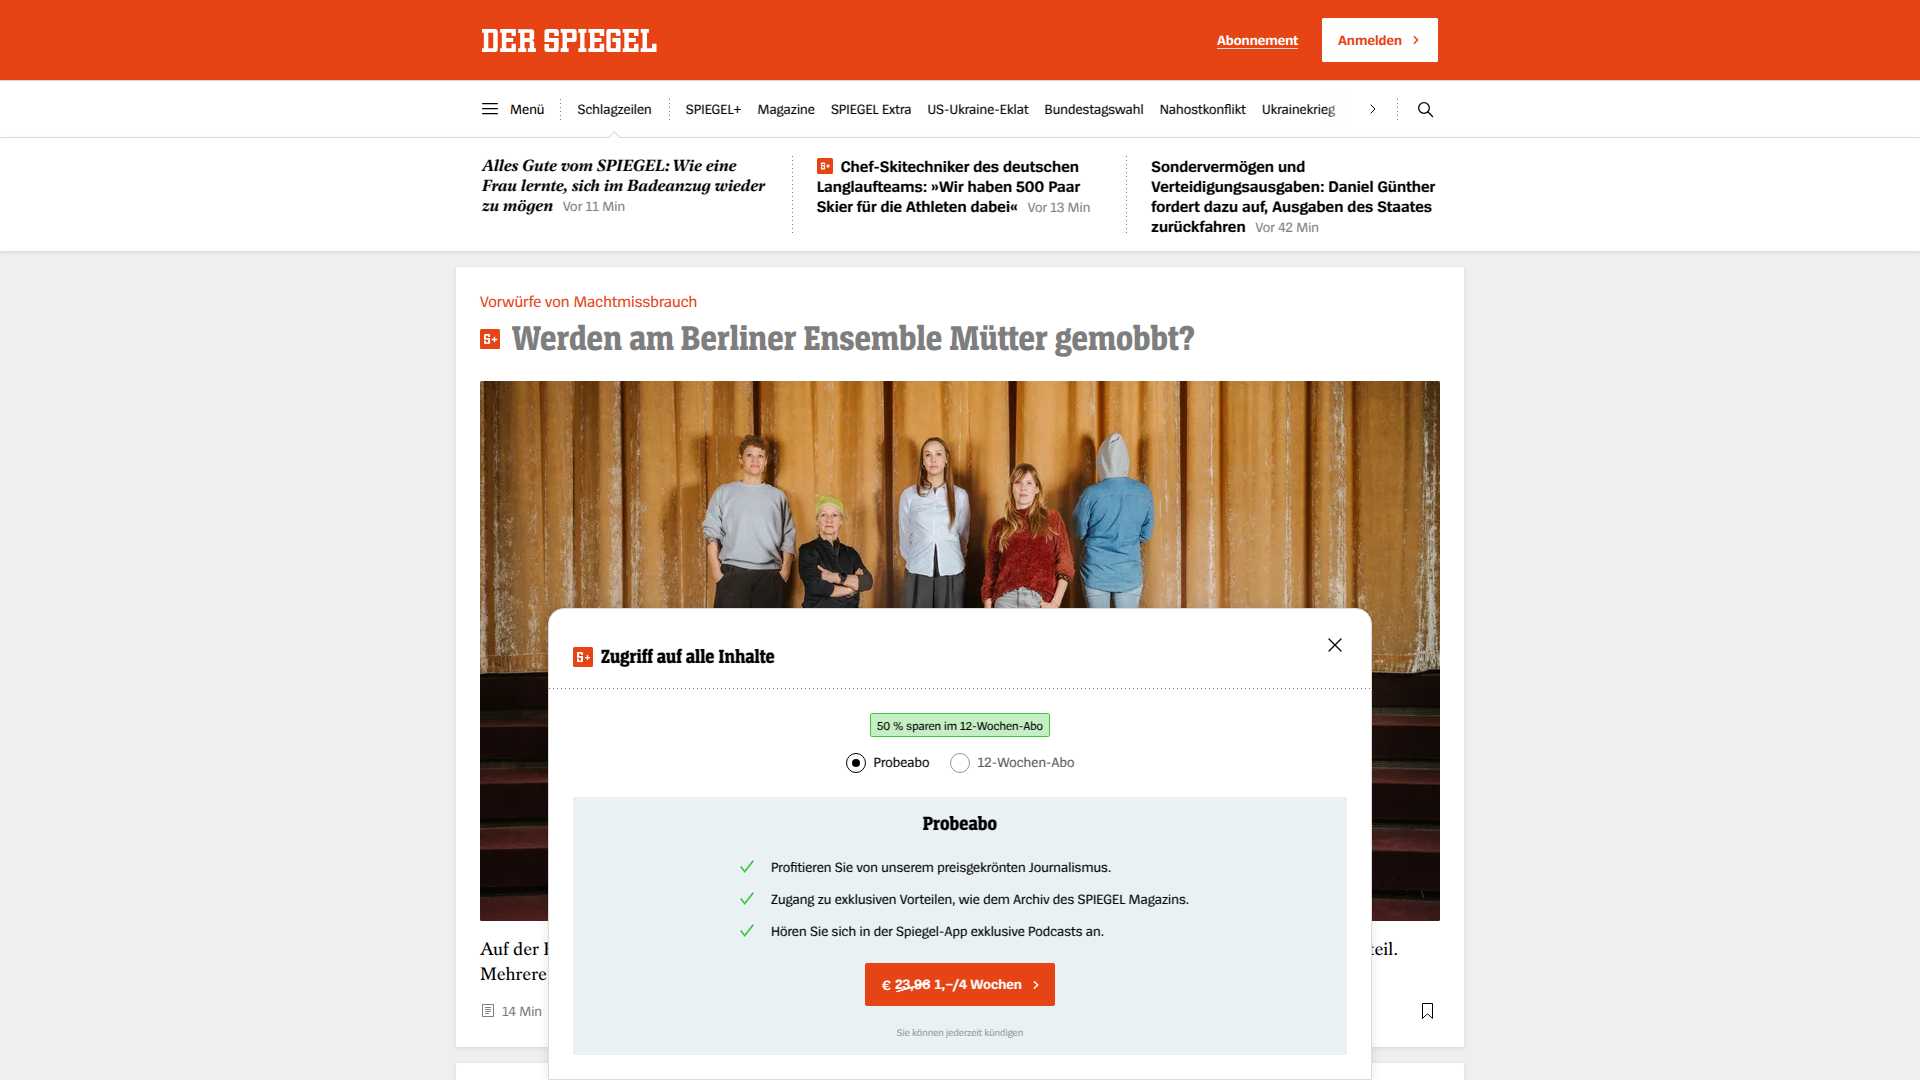 DER SPIEGEL
Abonnement
Anmelden
Menü
Schlagzeilen
SPIEGEL+
Magazine
SPIEGEL Extra
US-Ukraine-Eklat
Bundestagswahl
Nahostkonflikt
Ukrainekrieg
Alles Gute vom SPIEGEL: Wie eine
Frau lernte, sich im Badeanzug wieder
zu mögen Vor 11 Min
S+ Chef-Skitechniker des deutschen
Langlaufteams: »Wir haben 500 Paar
Skier für die Athleten dabei« Vor 13 Min
Sondervermögen und
Verteidigungsausgaben: Daniel Günther
fordert dazu auf, Ausgaben des Staates
zurückfahren Vor 42 Min
Vorwürfe von Machtmissbrauch
S+ Werden am Berliner Ensemble Mütter gemobbt?
S+ Zugriff auf alle Inhalte
50 % sparen im 12-Wochen-Abo
Probeabo
12-Wochen-Abo
Probeabo
Profitieren Sie von unserem preisgekrönten Journalismus.
Zugang zu exklusiven Vorteilen, wie dem Archiv des SPIEGEL Magazins.
Hören Sie sich in der Spiegel-App exklusive Podcasts an.
€ 23,96 1,–/4 Wochen
Sie können jederzeit kündigen
Auf der
Mehrere
14 Min